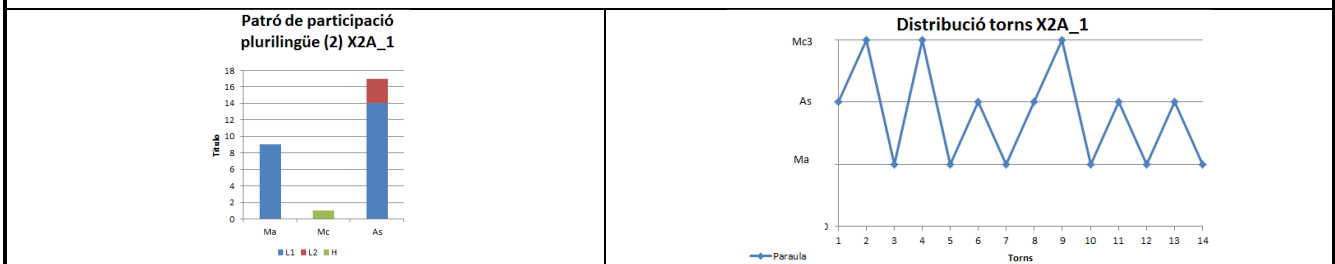 Patró de participació
plurilingüe (2) X2A_1
18
16
14
12
10
8
6
4
2
0
Título
Ma Mc As
L1 L2 H
Distribució torns X2A_1
Mc3
As
Ma
1 2 3 4 5 6 7 8 9 10 11 12 13 14
Paraula
Torns